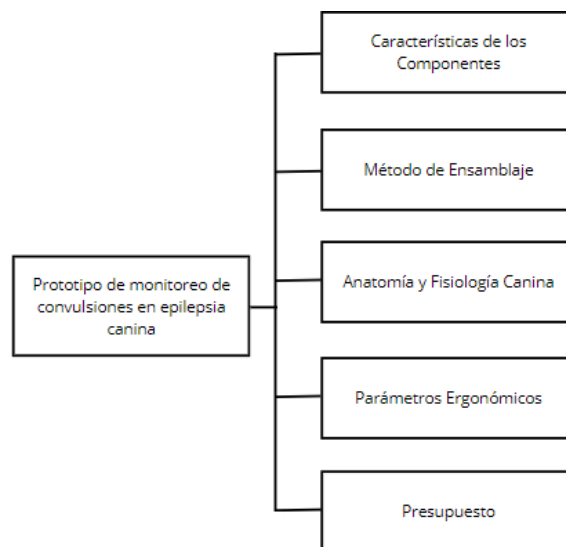 Características de los
Componentes
Método de Ensamblaje
Prototipo de monitoreo de
convulsiones en epilepsia
canina
Anatomía y Fisiología Canina
Parámetros Ergonómicos
Presupuesto